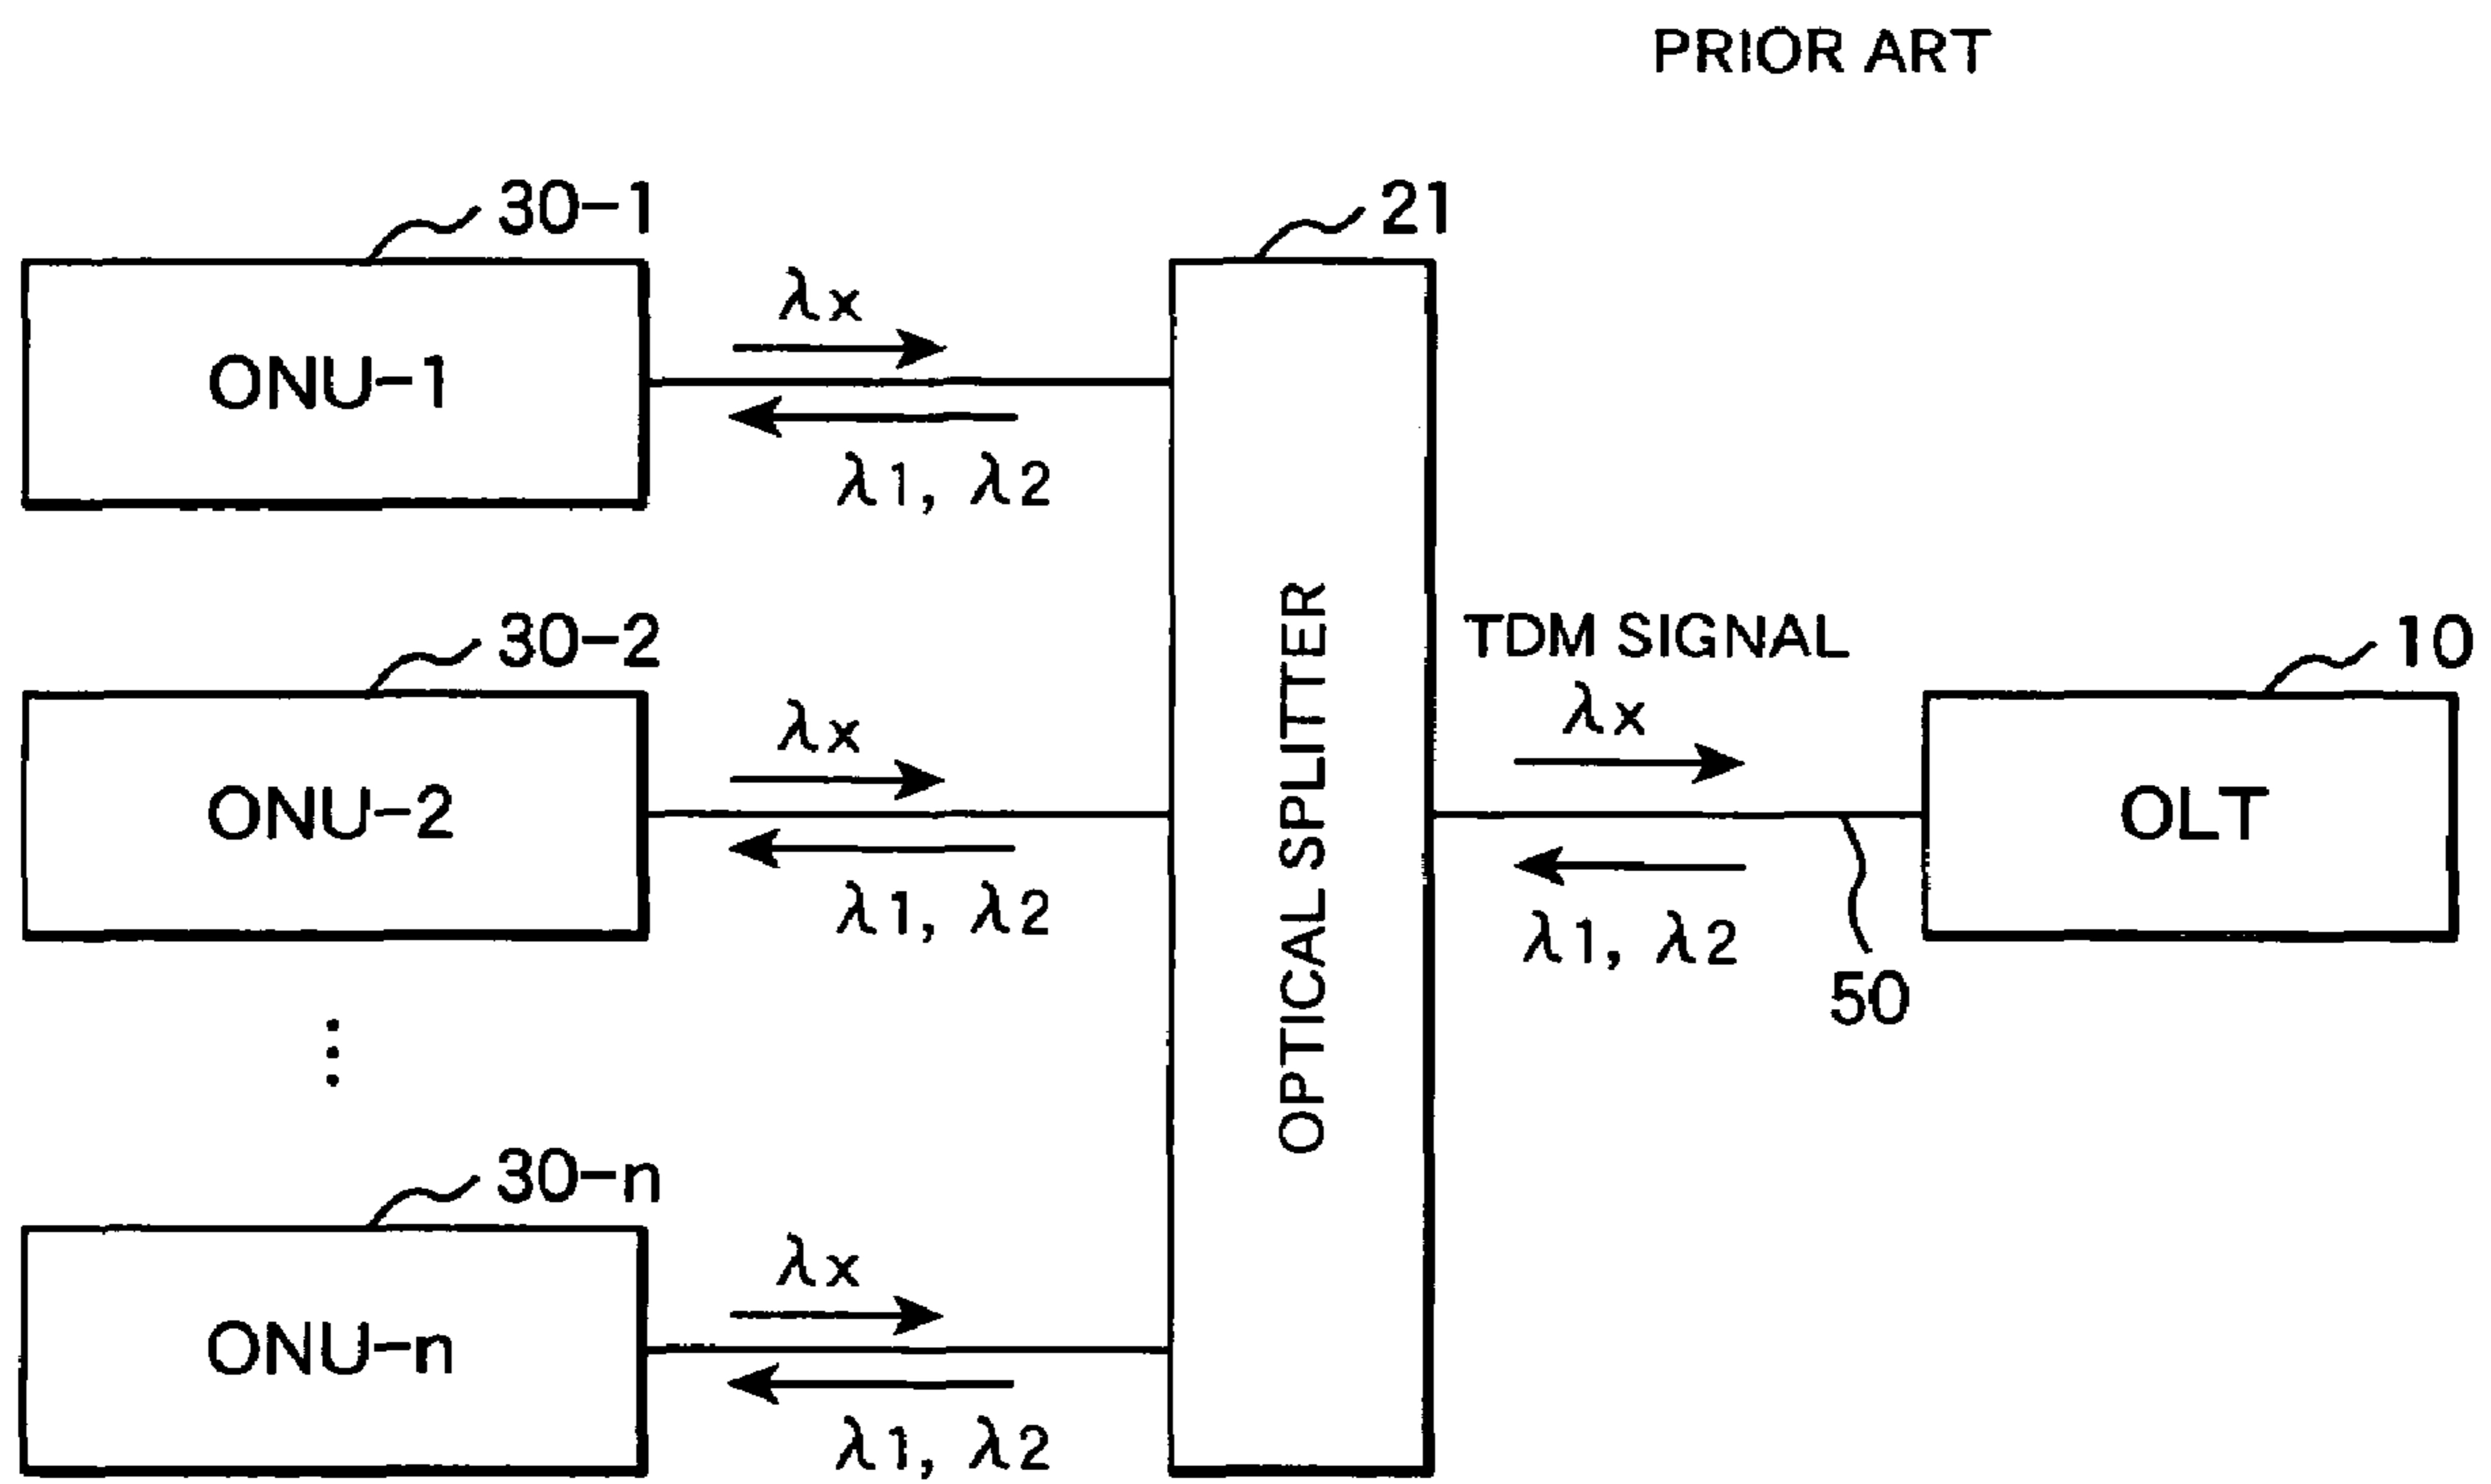 PRIOR ART
30-1
21
λx
ONU-1
λ1, λ2
30-2
TDM SIGNAL
10
λx
λx
ONU-2
OPTICAL SPLITTER
OLT
λ1, λ2
λ1, λ2
50
⋮
30-n
λx
ONU-n
λ1, λ2